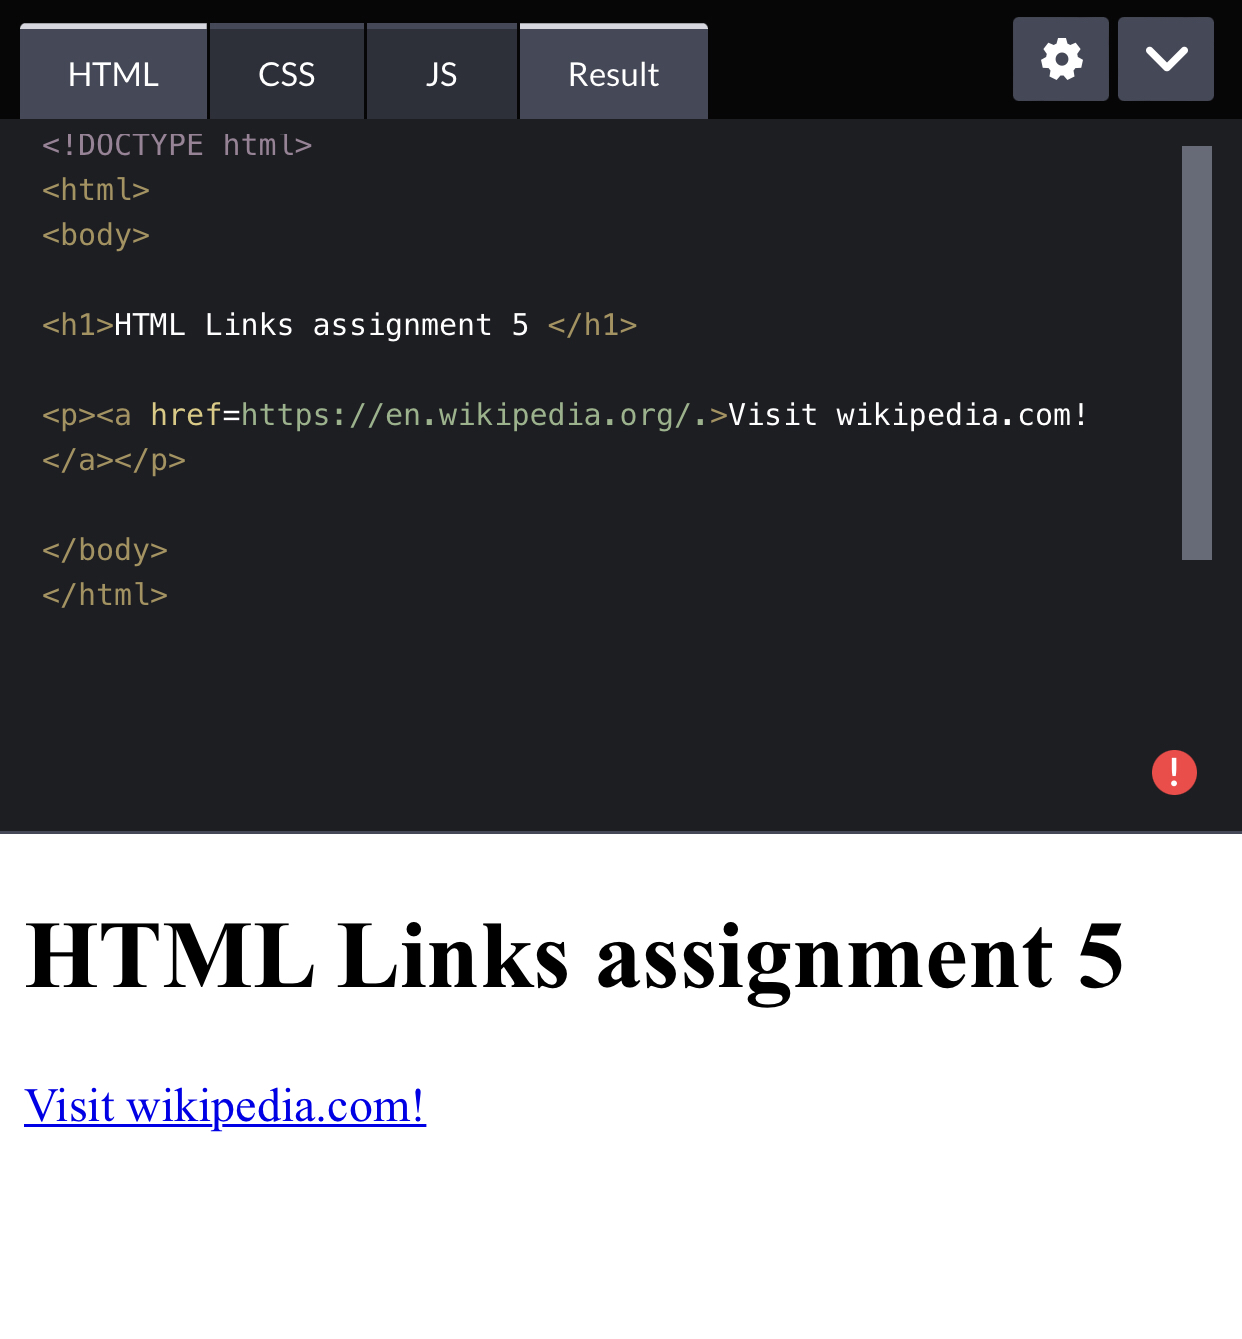 HTML CSS JS Result
<!DOCTYPE html>
<html>
<body>
<h1>HTML Links assignment 5 </h1>
<p><a href=https://en.wikipedia.org/.>Visit wikipedia.com!
</a></p>
</body>
</html>
!
HTML Links assignment 5
Visit wikipedia.com!